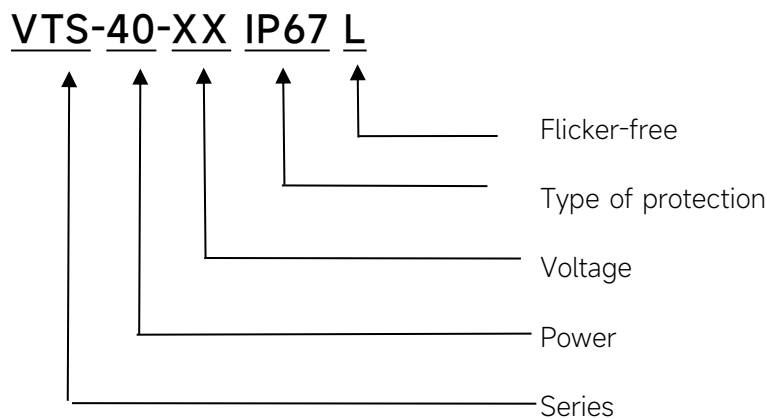 VTS-40-XX IP67 L
Flicker-free
Type of protection
Voltage
Power
Series